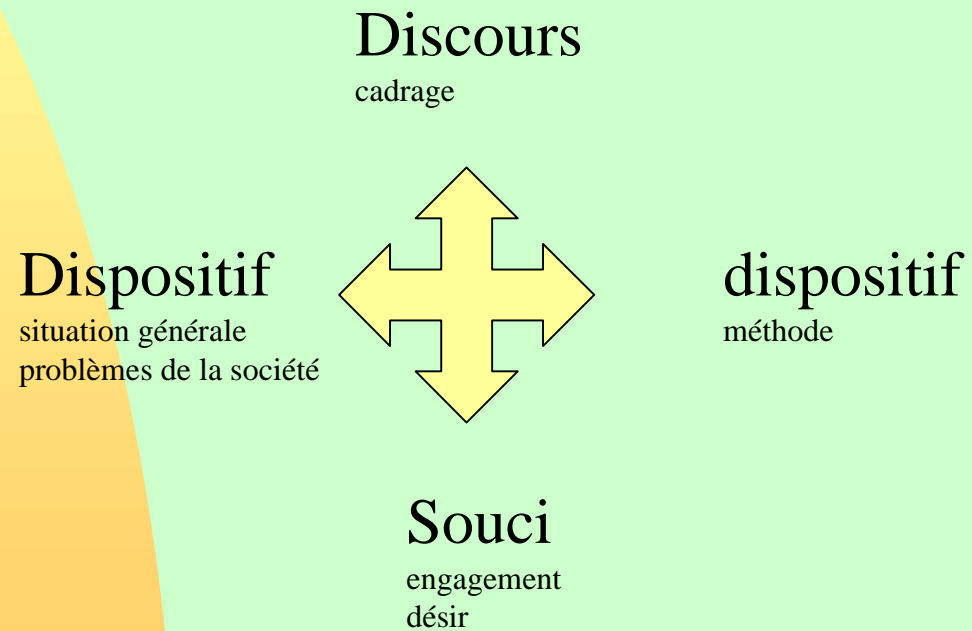 Discours
cadrage
Dispositif
situation générale
problèmes de la société
dispositif
méthode
Souci
engagement
désir